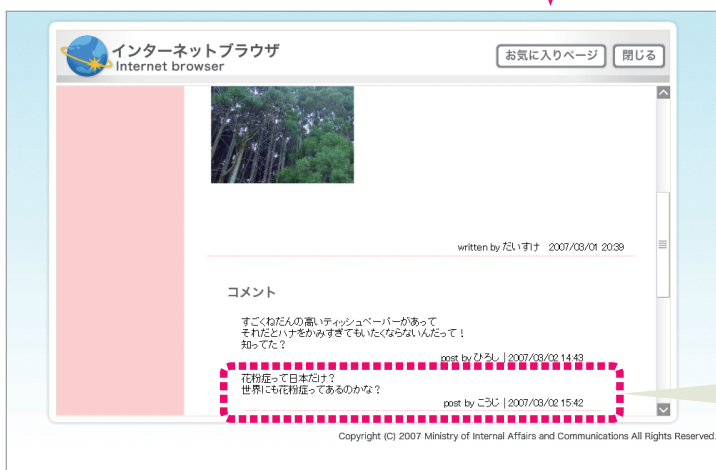 インターネットブラウザ
Internet browser
お気に入りページ
閉じる
written by だいすけ 2007/03/01 20:39
コメント
すごくねだんの高いティッシュペーパーがあって
それだとハナをかみすぎてもいたくならないんだって！
知ってた？
post by ひろし | 2007/03/02 14:43
花粉症って日本だけ？
世界にも花粉症ってあるのかな？
post by こうじ | 2007/03/02 15:42
Copyright (C) 2007 Ministry of Internal Affairs and Communications All Rights Reserved.